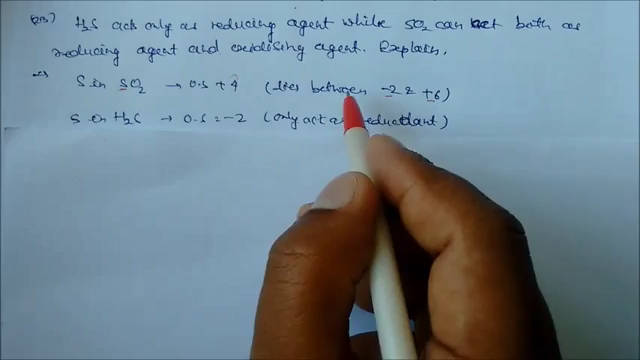 Q3) H2S act only as reducing agent while SO2 can act both as
reducing agent and oxidising agent. Explain.
S in SO2 → O.S + 4 (lies between -2 & +6)
S in H2S → O.S = -2 (only act as reductant)